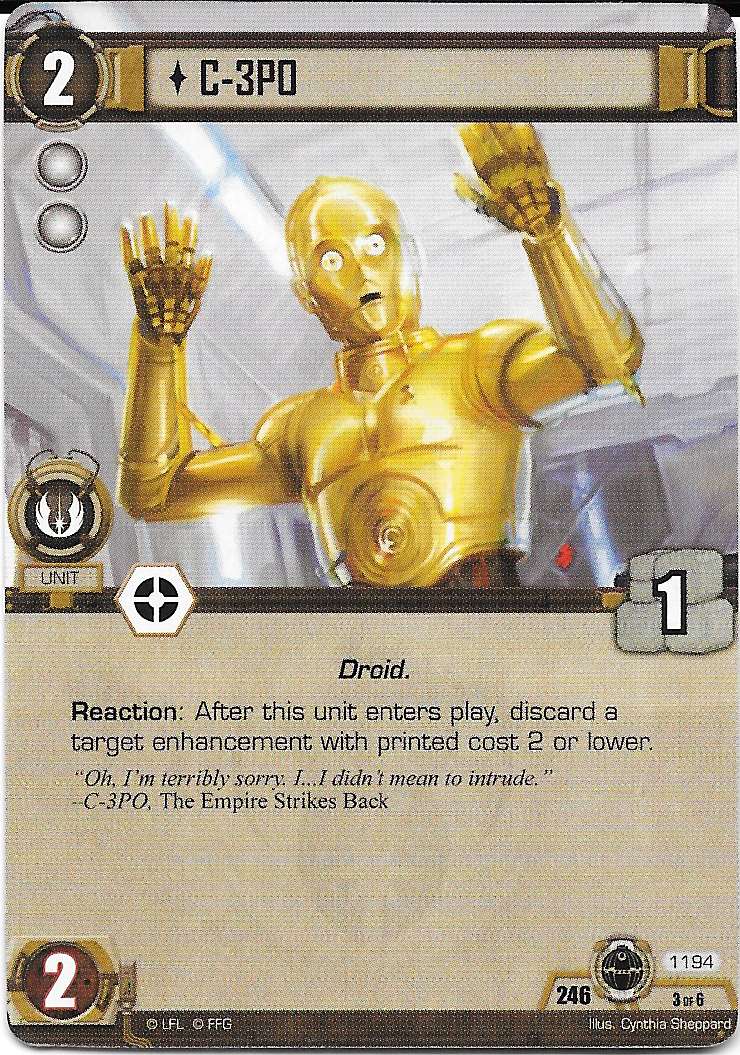 2
C-3PO
UNIT
1
Droid.
Reaction: After this unit enters play, discard a
target enhancement with printed cost 2 or lower.
"Oh, I'm terribly sorry. I...I didn't mean to intrude."
--C-3PO, The Empire Strikes Back
2
246
1194
3 OF 6
© LFL © FFG
Illus. Cynthia Sheppard